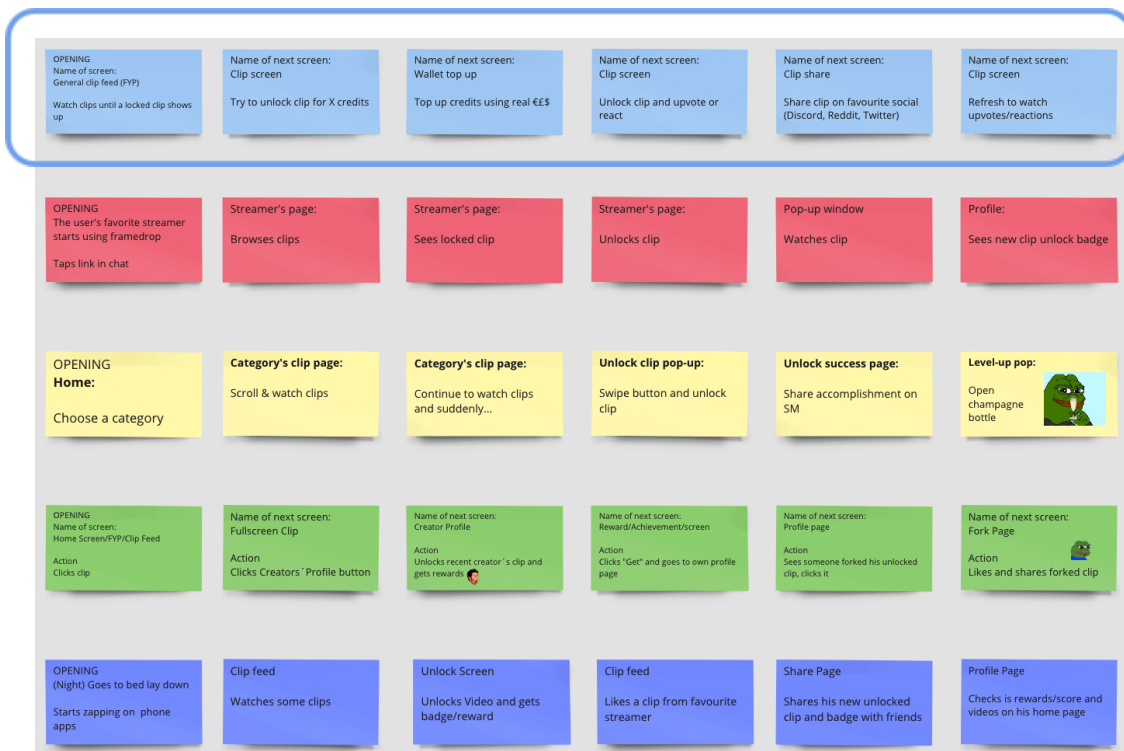 OPENING
Name of screen:
General clip feed (FYP)
Watch clips until a locked clip shows
up
Name of next screen:
Clip screen
Try to unlock clip for X credits
Name of next screen:
Wallet top up
Top up credits using real €£$
Name of next screen:
Clip screen
Unlock clip and upvote or
react
Name of next screen:
Clip share
Share clip on favourite social
(Discord, Reddit, Twitter)
Name of next screen:
Clip screen
Refresh to watch
upvotes/reactions
OPENING
The user's favorite streamer
starts using framedrop
Taps link in chat
Streamer's page:
Browses clips
Streamer's page:
Sees locked clip
Streamer's page:
Unlocks clip
Pop-up window
Watches clip
Profile:
Sees new clip unlock badge
OPENING
Home:
Choose a category
Category's clip page:
Scroll & watch clips
Category's clip page:
Continue to watch clips
and suddenly...
Unlock clip pop-up:
Swipe button and unlock
clip
Unlock success page:
Share accomplishment on
SM
Level-up pop:
Open
champagne
bottle
OPENING
Name of screen:
Home Screen/FYP/Clip Feed
Action
Clicks clip
Name of next screen:
Fullscreen Clip
Action
Clicks Creators´Profile button
Name of next screen:
Creator Profile
Action
Unlocks recent creator´s clip and
gets rewards
Name of next screen:
Reward/Achievement/screen
Action
Clicks "Get" and goes to own profile
page
Name of next screen:
Profile page
Action
Sees someone forked his unlocked
clip, clicks it
Name of next screen:
Fork Page
Action
Likes and shares forked clip
OPENING
(Night) Goes to bed lay down
Starts zapping on phone
apps
Clip feed
Watches some clips
Unlock Screen
Unlocks Video and gets
badge/reward
Clip feed
Likes a clip from favourite
streamer
Share Page
Shares his new unlocked
clip and badge with friends
Profile Page
Checks is rewards/score and
videos on his home page